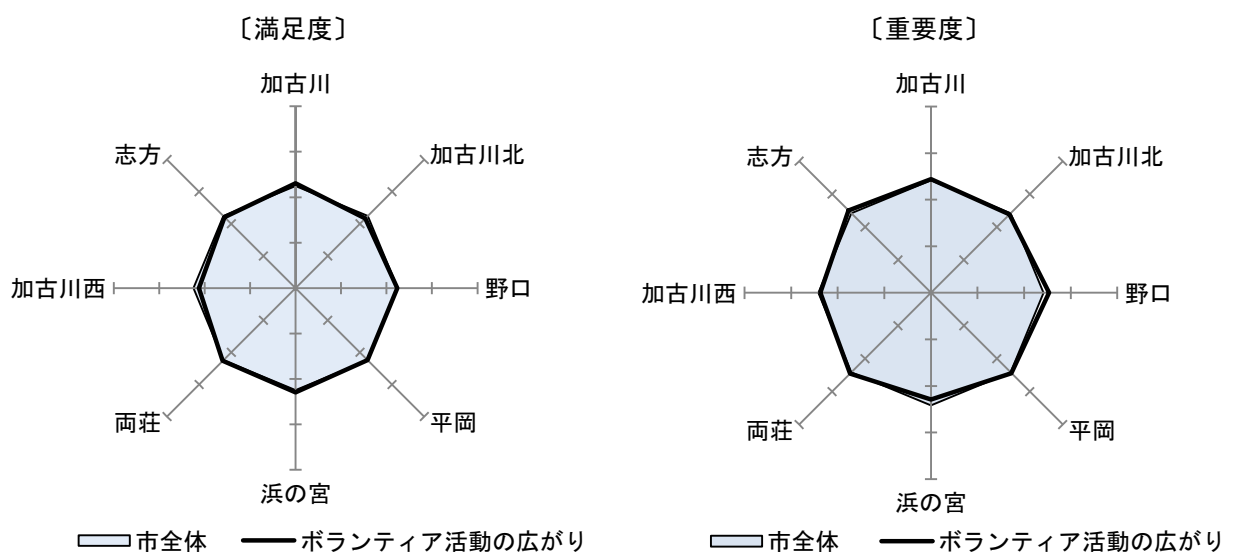 〔満足度〕
加古川
加古川北
野口
平岡
浜の宮
両荘
加古川西
志方
市全体
ボランティア活動の広がり
〔重要度〕
加古川
加古川北
野口
平岡
浜の宮
両荘
加古川西
志方
市全体
ボランティア活動の広がり